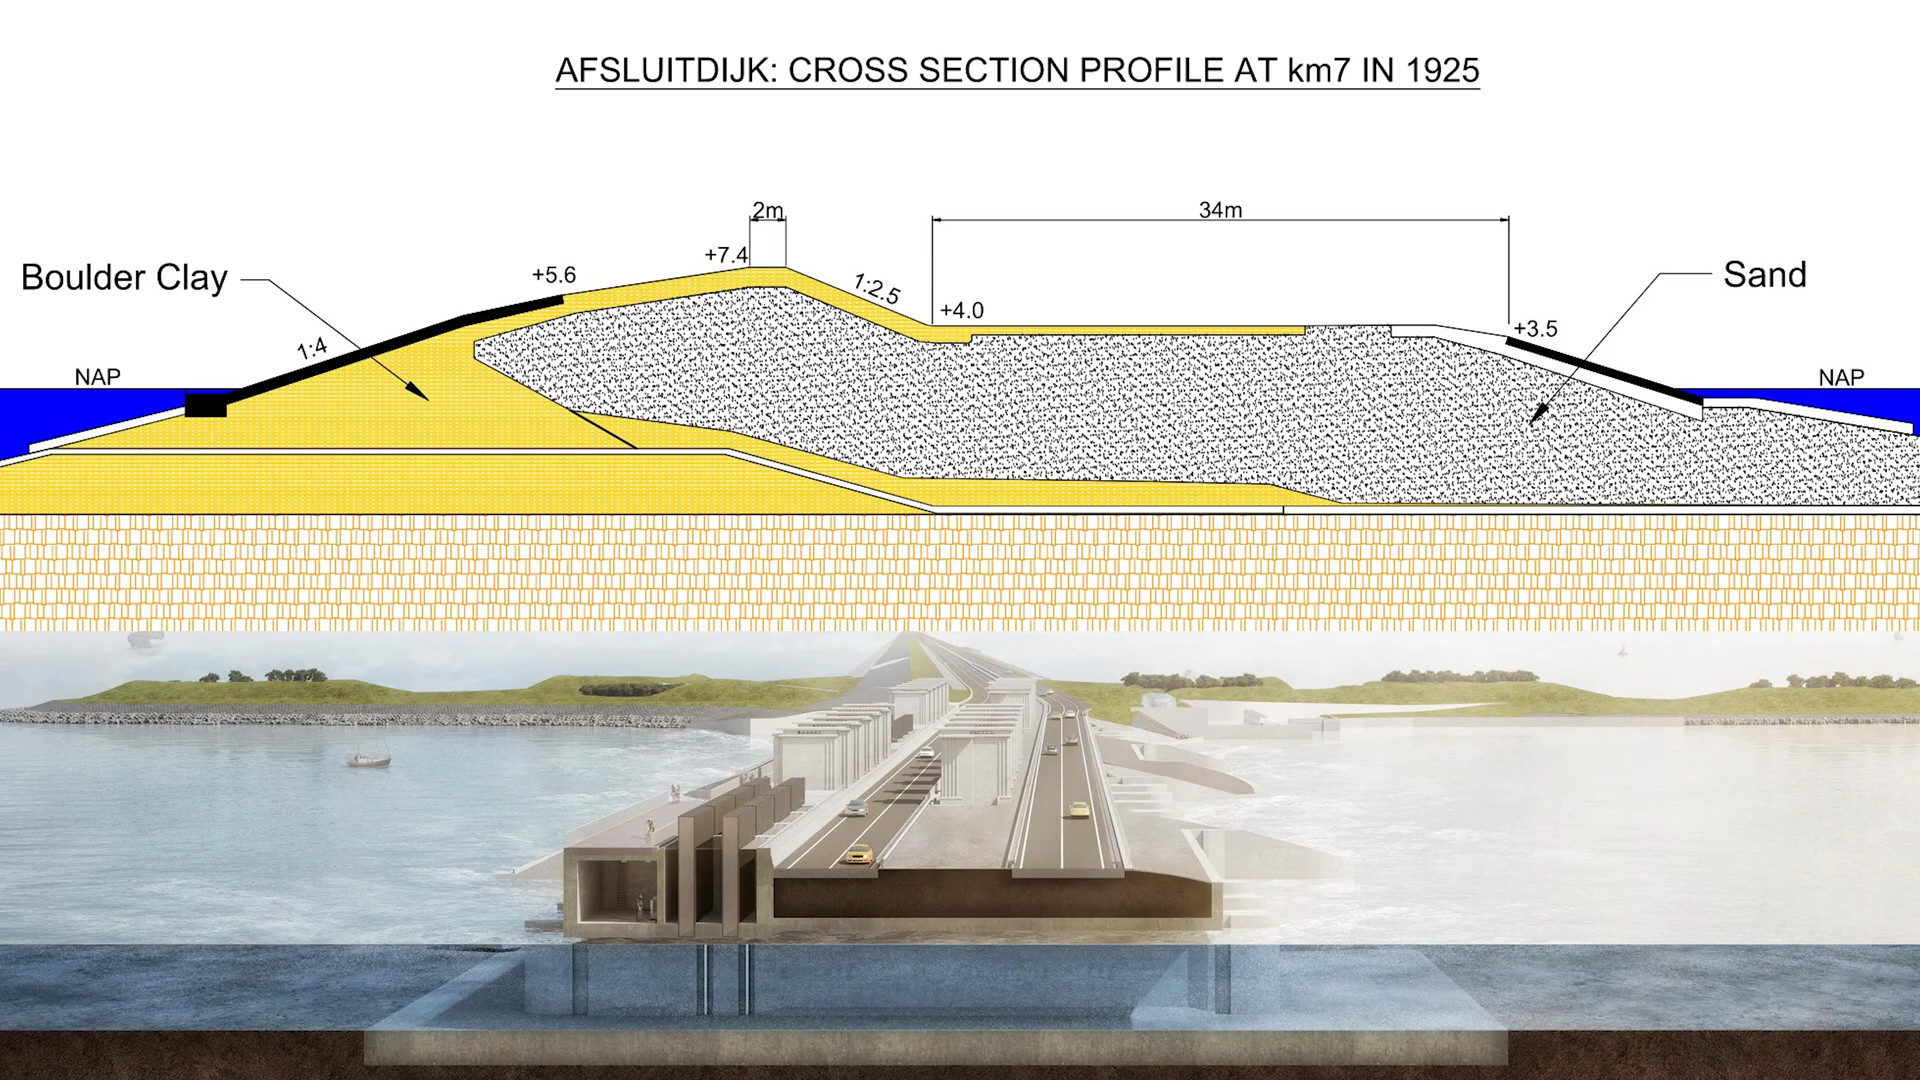 AFSLUITDIJK: CROSS SECTION PROFILE AT km7 IN 1925
2m
34m
+7.4
Boulder Clay
+5.6
1:2.5
Sand
+4.0
+3.5
1:4
NAP
NAP